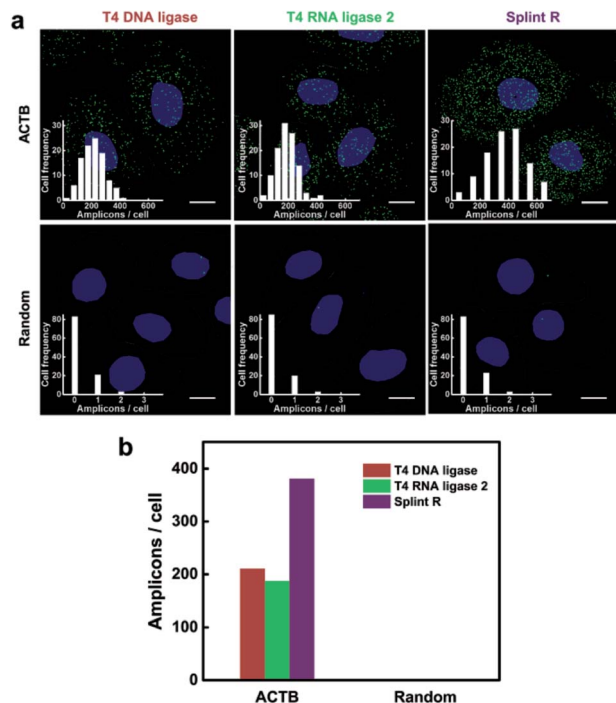 a
T4 DNA ligase T4 RNA ligase 2 Splint R
ACTB
Cell frequency
30
20
10
0
200 400 600
Amplicons / cell
Cell frequency
30
20
10
0
200 400 600
Amplicons / cell
Cell frequency
30
20
10
0
0 200 400 600
Amplicons / cell
Random
Cell frequency
80
60
40
20
0
0 1 2 3
Amplicons / cell
Cell frequency
80
60
40
20
0
0 1 2 3
Amplicons / cell
Cell frequency
80
60
40
20
0
0 1 2 3
Amplicons / cell
b
Amplicons / cell
400
300
200
100
0
T4 DNA ligase
T4 RNA ligase 2
Splint R
ACTB Random